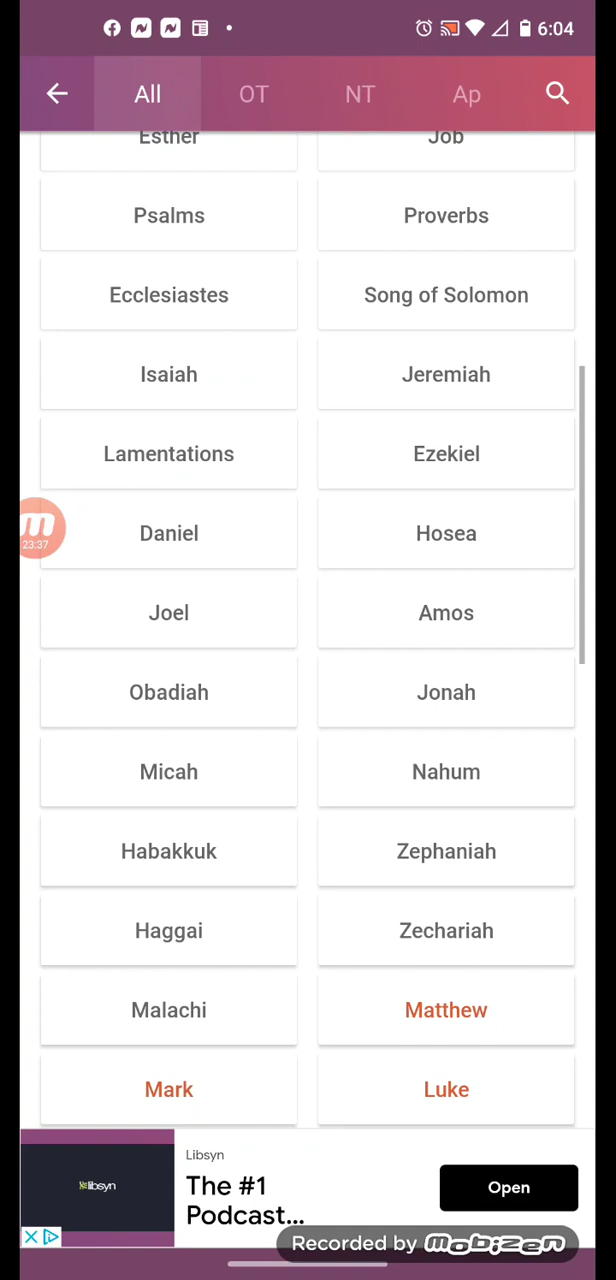 6:04
All OT NT Ap
Esther Job
Psalms Proverbs
Ecclesiastes Song of Solomon
Isaiah Jeremiah
Lamentations Ezekiel
m
23:37
Daniel Hosea
Joel Amos
Obadiah Jonah
Micah Nahum
Habakkuk Zephaniah
Haggai Zechariah
Malachi Matthew
Mark Luke
libsyn
Libsyn
The #1
Podcast...
Open
Recorded by mobizen